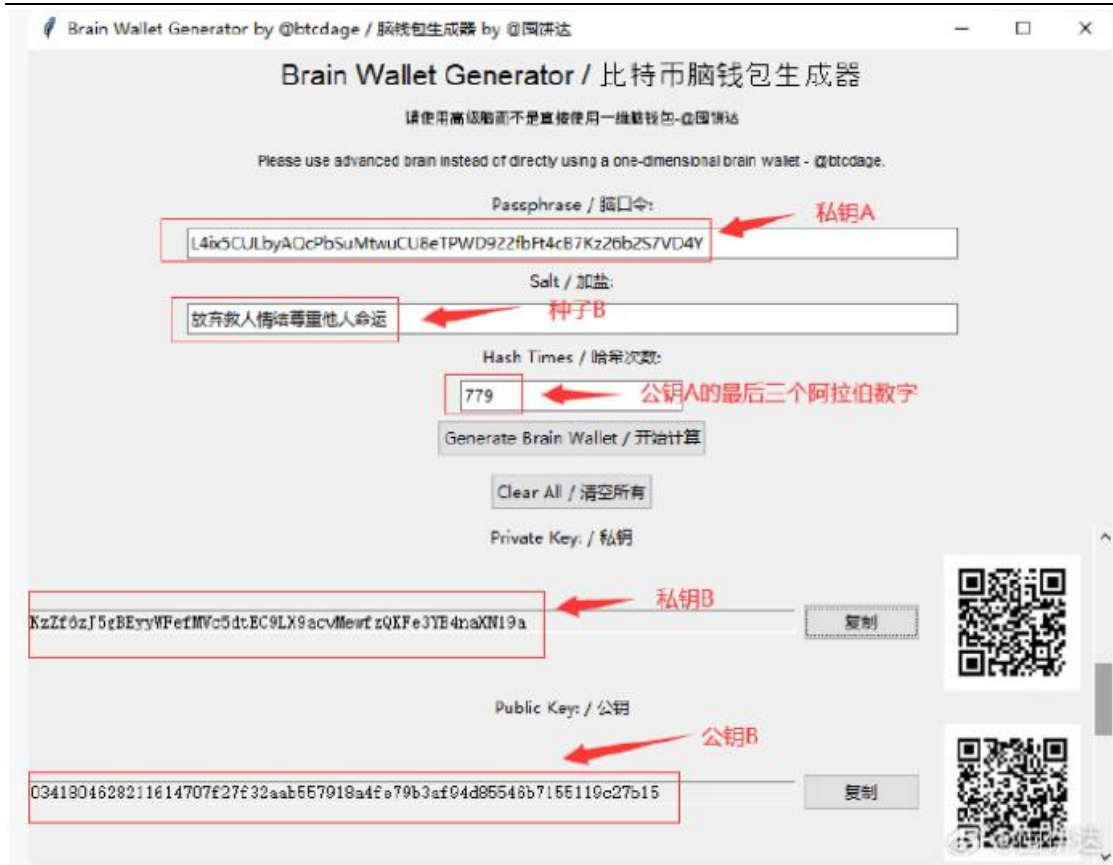 Brain Wallet Generator by @btcdage / 脑钱包生成器 by @囤饼达
Brain Wallet Generator / 比特币脑钱包生成器
请使用高级脑而不是直接使用一维脑钱包-@囤饼达
Please use advanced brain instead of directly using a one-dimensional brain wallet - @btcdage.
Passphrase / 脑口令:
私钥A
Salt / 加盐:
种子B
放弃救人情结尊重他人命运
Hash Times / 哈希次数:
779
公钥A的最后三个阿拉伯数字
Generate Brain Wallet / 开始计算
Clear All / 清空所有
Private Key: / 私钥
私钥B
复制
Public Key: / 公钥
公钥B
复制